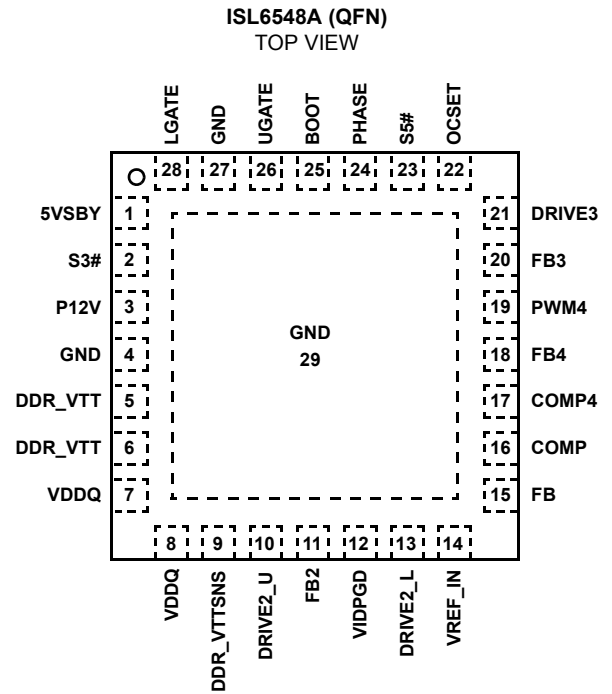 ISL6548A (QFN)
TOP VIEW
LGATE
GND
UGATE
BOOT
PHASE
S5#
OCSET
28 27 26 25 24 23 22
5VSBY 1
S3# 2
P12V 3
GND 4
DDR_VTT 5
DDR_VTT 6
VDDQ 7
GND
29
21 DRIVE3
20 FB3
19 PWM4
18 FB4
17 COMP4
16 COMP
15 FB
8 9 10 11 12 13 14
VDDQ
DDR_VTTSNS
DRIVE2_U
FB2
VIDPGD
DRIVE2_L
VREF_IN